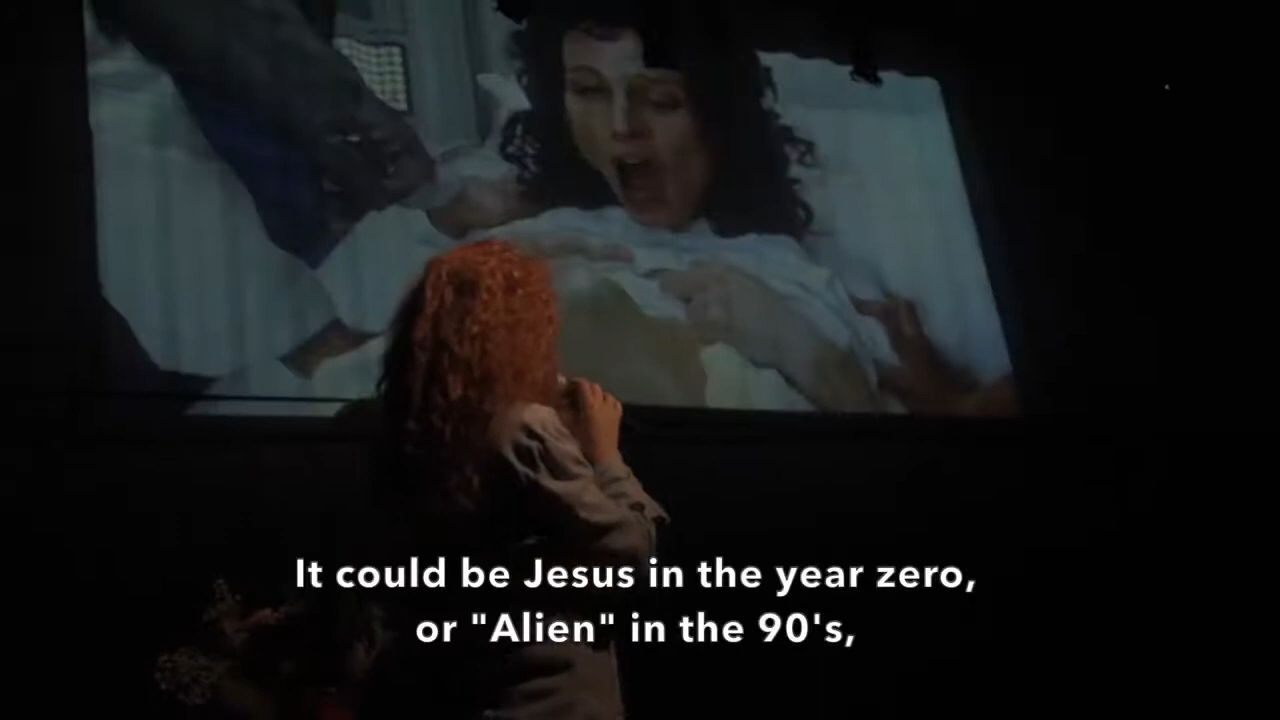 It could be Jesus in the year zero,
or "Alien" in the 90's,